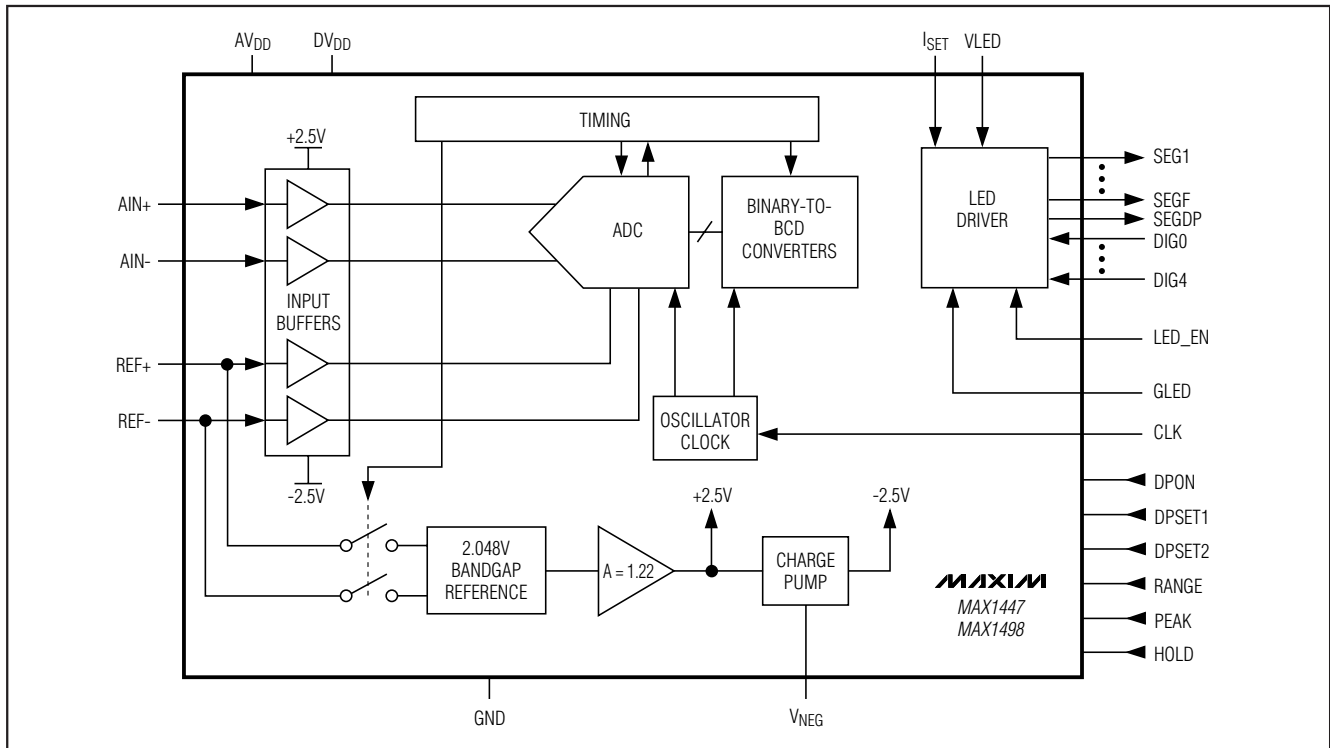 AVDD
DVDD
ISET
VLED
TIMING
+2.5V
AIN+
AIN-
INPUT
BUFFERS
REF+
REF-
-2.5V
ADC
BINARY-TO-
BCD
CONVERTERS
LED
DRIVER
SEG1
SEGF
SEGDP
DIG0
DIG4
LED_EN
GLED
OSCILLATOR
CLOCK
CLK
DPON
DPSET1
DPSET2
RANGE
PEAK
HOLD
2.048V
BANDGAP
REFERENCE
A = 1.22
+2.5V
CHARGE
PUMP
-2.5V
MAXIM
MAX1447
MAX1498
GND
VNEG